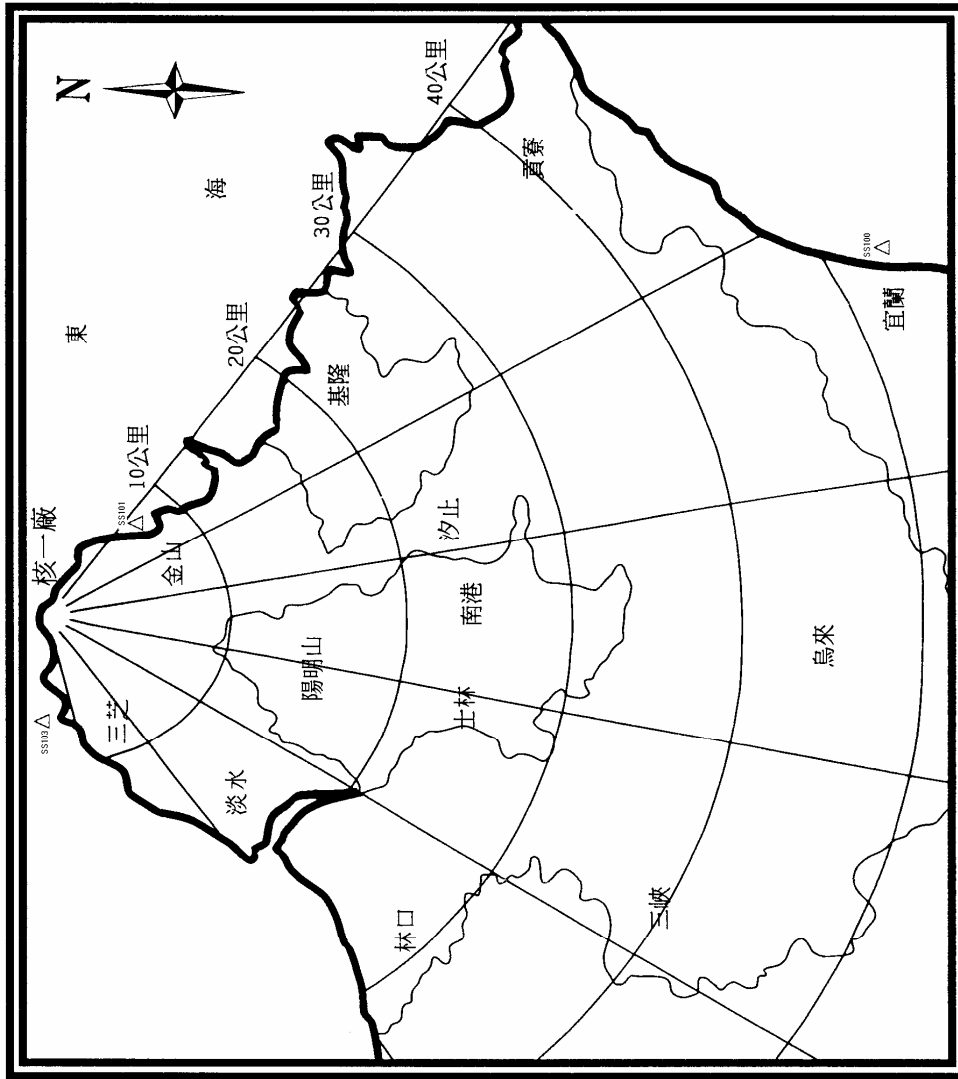 N
東
海
核一廠
SS101
SS103
10公里
20公里
30公里
40公里
金山
三芝
基隆
貢寮
陽明山
淡水
汐止
南港
士林
SS100
宜蘭
林口
三峽
烏來